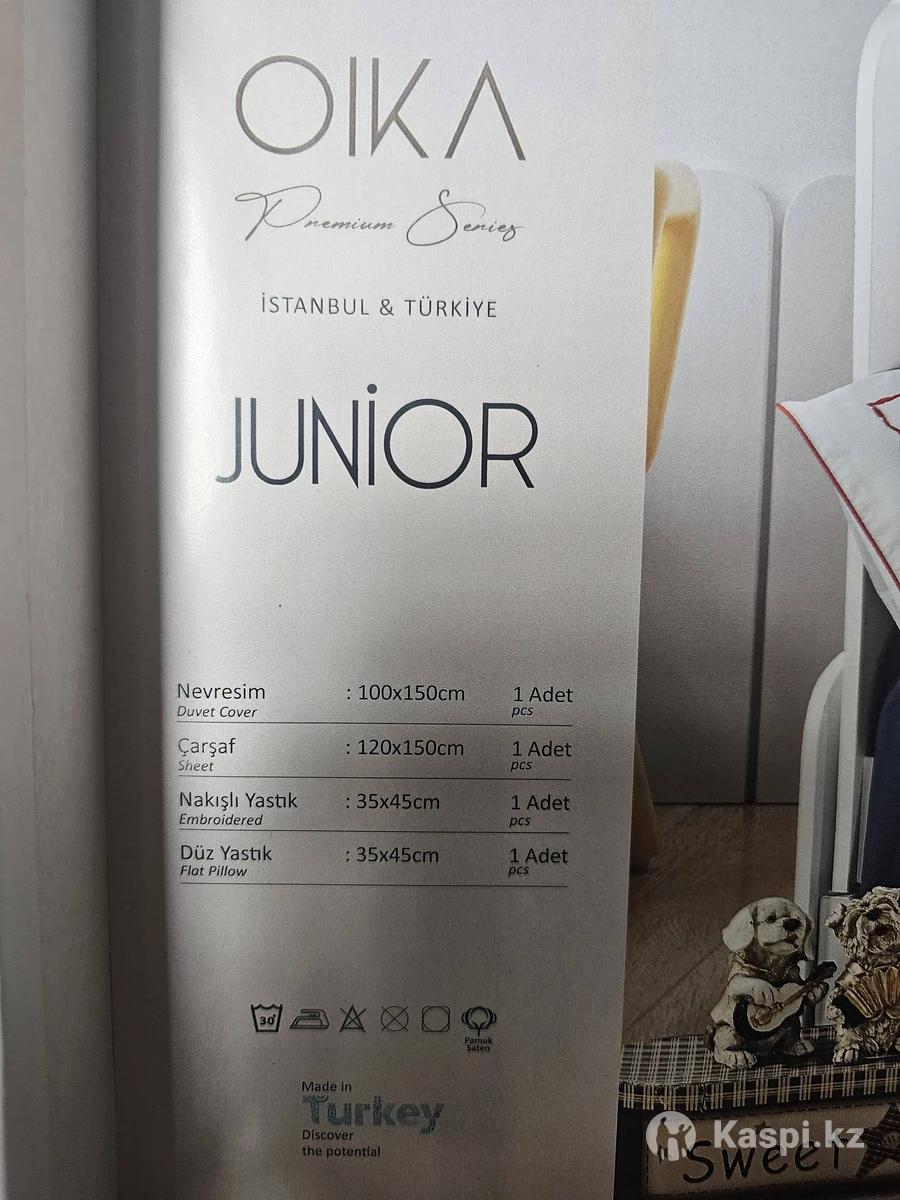 OIKA
Premium Series
İSTANBUL & TÜRKİYE
JUNİOR
Nevresim : 100x150cm 1 Adet
Duvet Cover pcs
Çarşaf : 120x150cm 1 Adet
Sheet pcs
Nakışlı Yastık : 35x45cm 1 Adet
Embroidered pcs
Düz Yastık : 35x45cm 1 Adet
Flat Pillow pcs
30°
Pamuk
Saten
Made in
Turkey
Discover
the potential
Kaspi.kz
Sweet